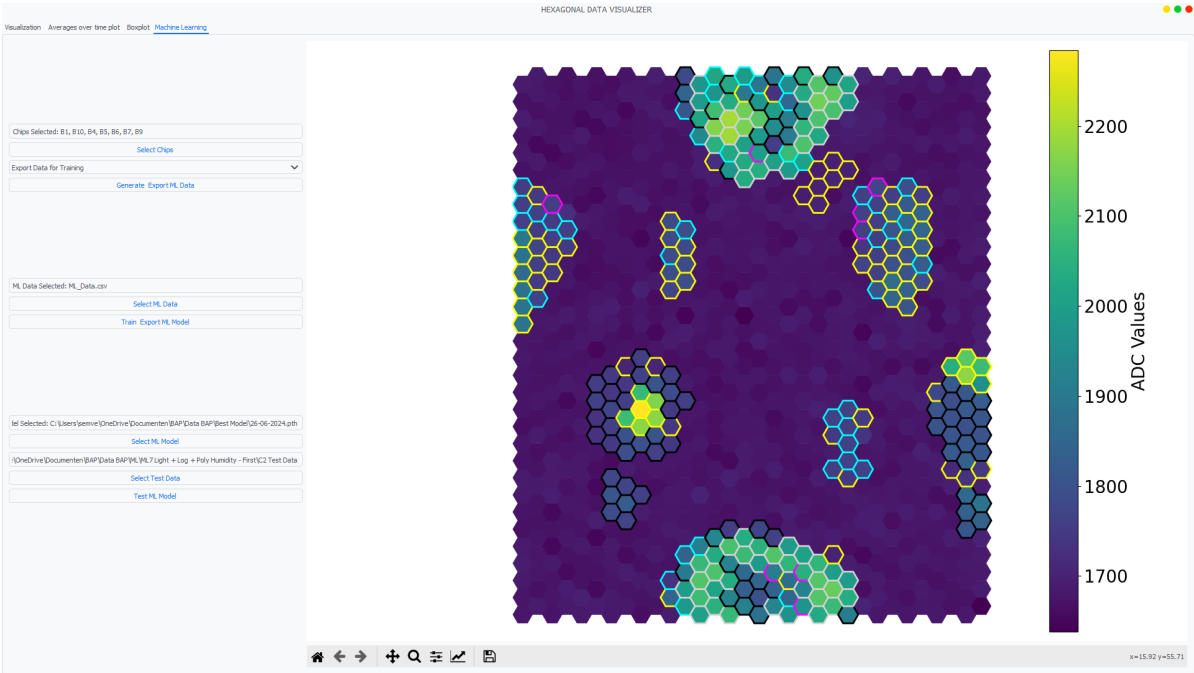 HEXAGONAL DATA VISUALIZER
Visualization Averages over time plot Boxplot Machine Learning
Chips Selected: B1, B10, B4, B5, B6, B7, B9
Select Chips
Export Data for Training
Generate Export ML Data
ML Data Selected: ML_Data.csv
Select ML Data
Train Export ML Model
lel Selected: C:\Users\semve\OneDrive\Documenten\BAP\Data BAP\Best Model\26-06-2024.pth
Select ML Model
:\OneDrive\Documenten\BAP\Data BAP\ML\ML7 Light + Log + Poly Humidity - First\C2 Test Data
Select Test Data
Test ML Model
2200
2100
2000
1900
1800
1700
ADC Values
x=15.92 y=55.71